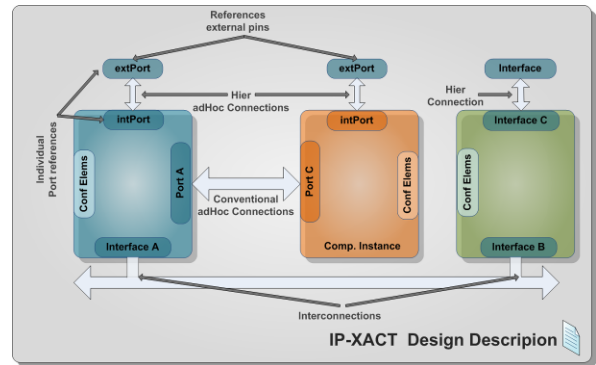 References
external pins
extPort
extPort
Interface
Hier
adHoc Connections
Hier
Connection
intPort
intPort
Interface C
Individual
Port references
Conf Elems
Port A
Port C
Conf Elems
Conf Elems
Conventional
adHoc Connections
Interface A
Comp. Instance
Interface B
Interconnections
IP-XACT Design Descripion